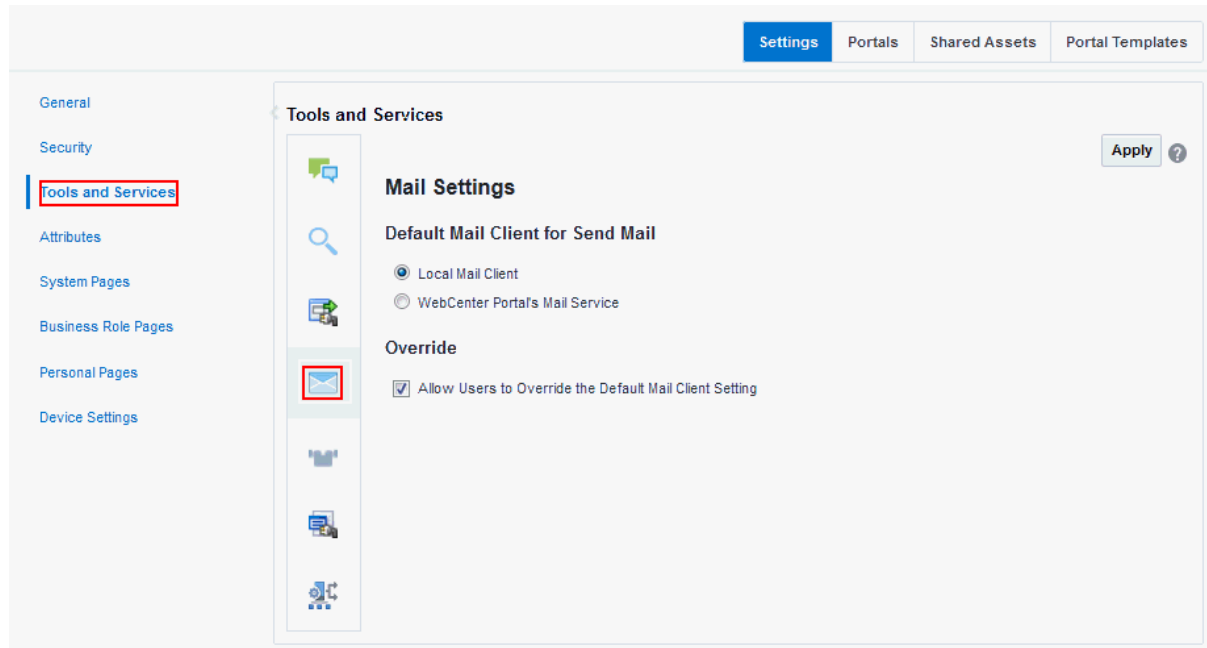 Settings
Portals
Shared Assets
Portal Templates
General
Security
Tools and Services
Attributes
System Pages
Business Role Pages
Personal Pages
Device Settings
Tools and Services
Apply
?
Mail Settings
Default Mail Client for Send Mail
Local Mail Client
WebCenter Portal's Mail Service
Override
Allow Users to Override the Default Mail Client Setting